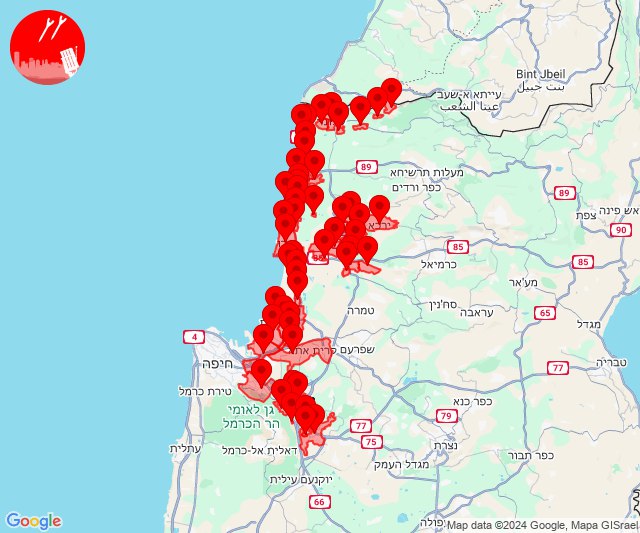 Bint Jbeil
بنت جبيل
עייתא א-שעב
عيتا الشعب
89
מעלות תרשיחא
כפר ורדים
89
ראש פינה
צפת
90
85
85
כרמיאל
מע'אר
סח'נין
טמרה
עראבה
65
מגדל
4
חיפה
שפרעם
קרית אתא
77
טבריה
טירת כרמל
גן לאומי
הר הכרמל
כפר כנא
79
77
75
נצרת
עתלית
דאלית אל-כרמל
מגדל העמק
כפר תבור
יוקנעם עילית
66
עפולה
Google
Map data ©2024 Google, Mapa GISrael